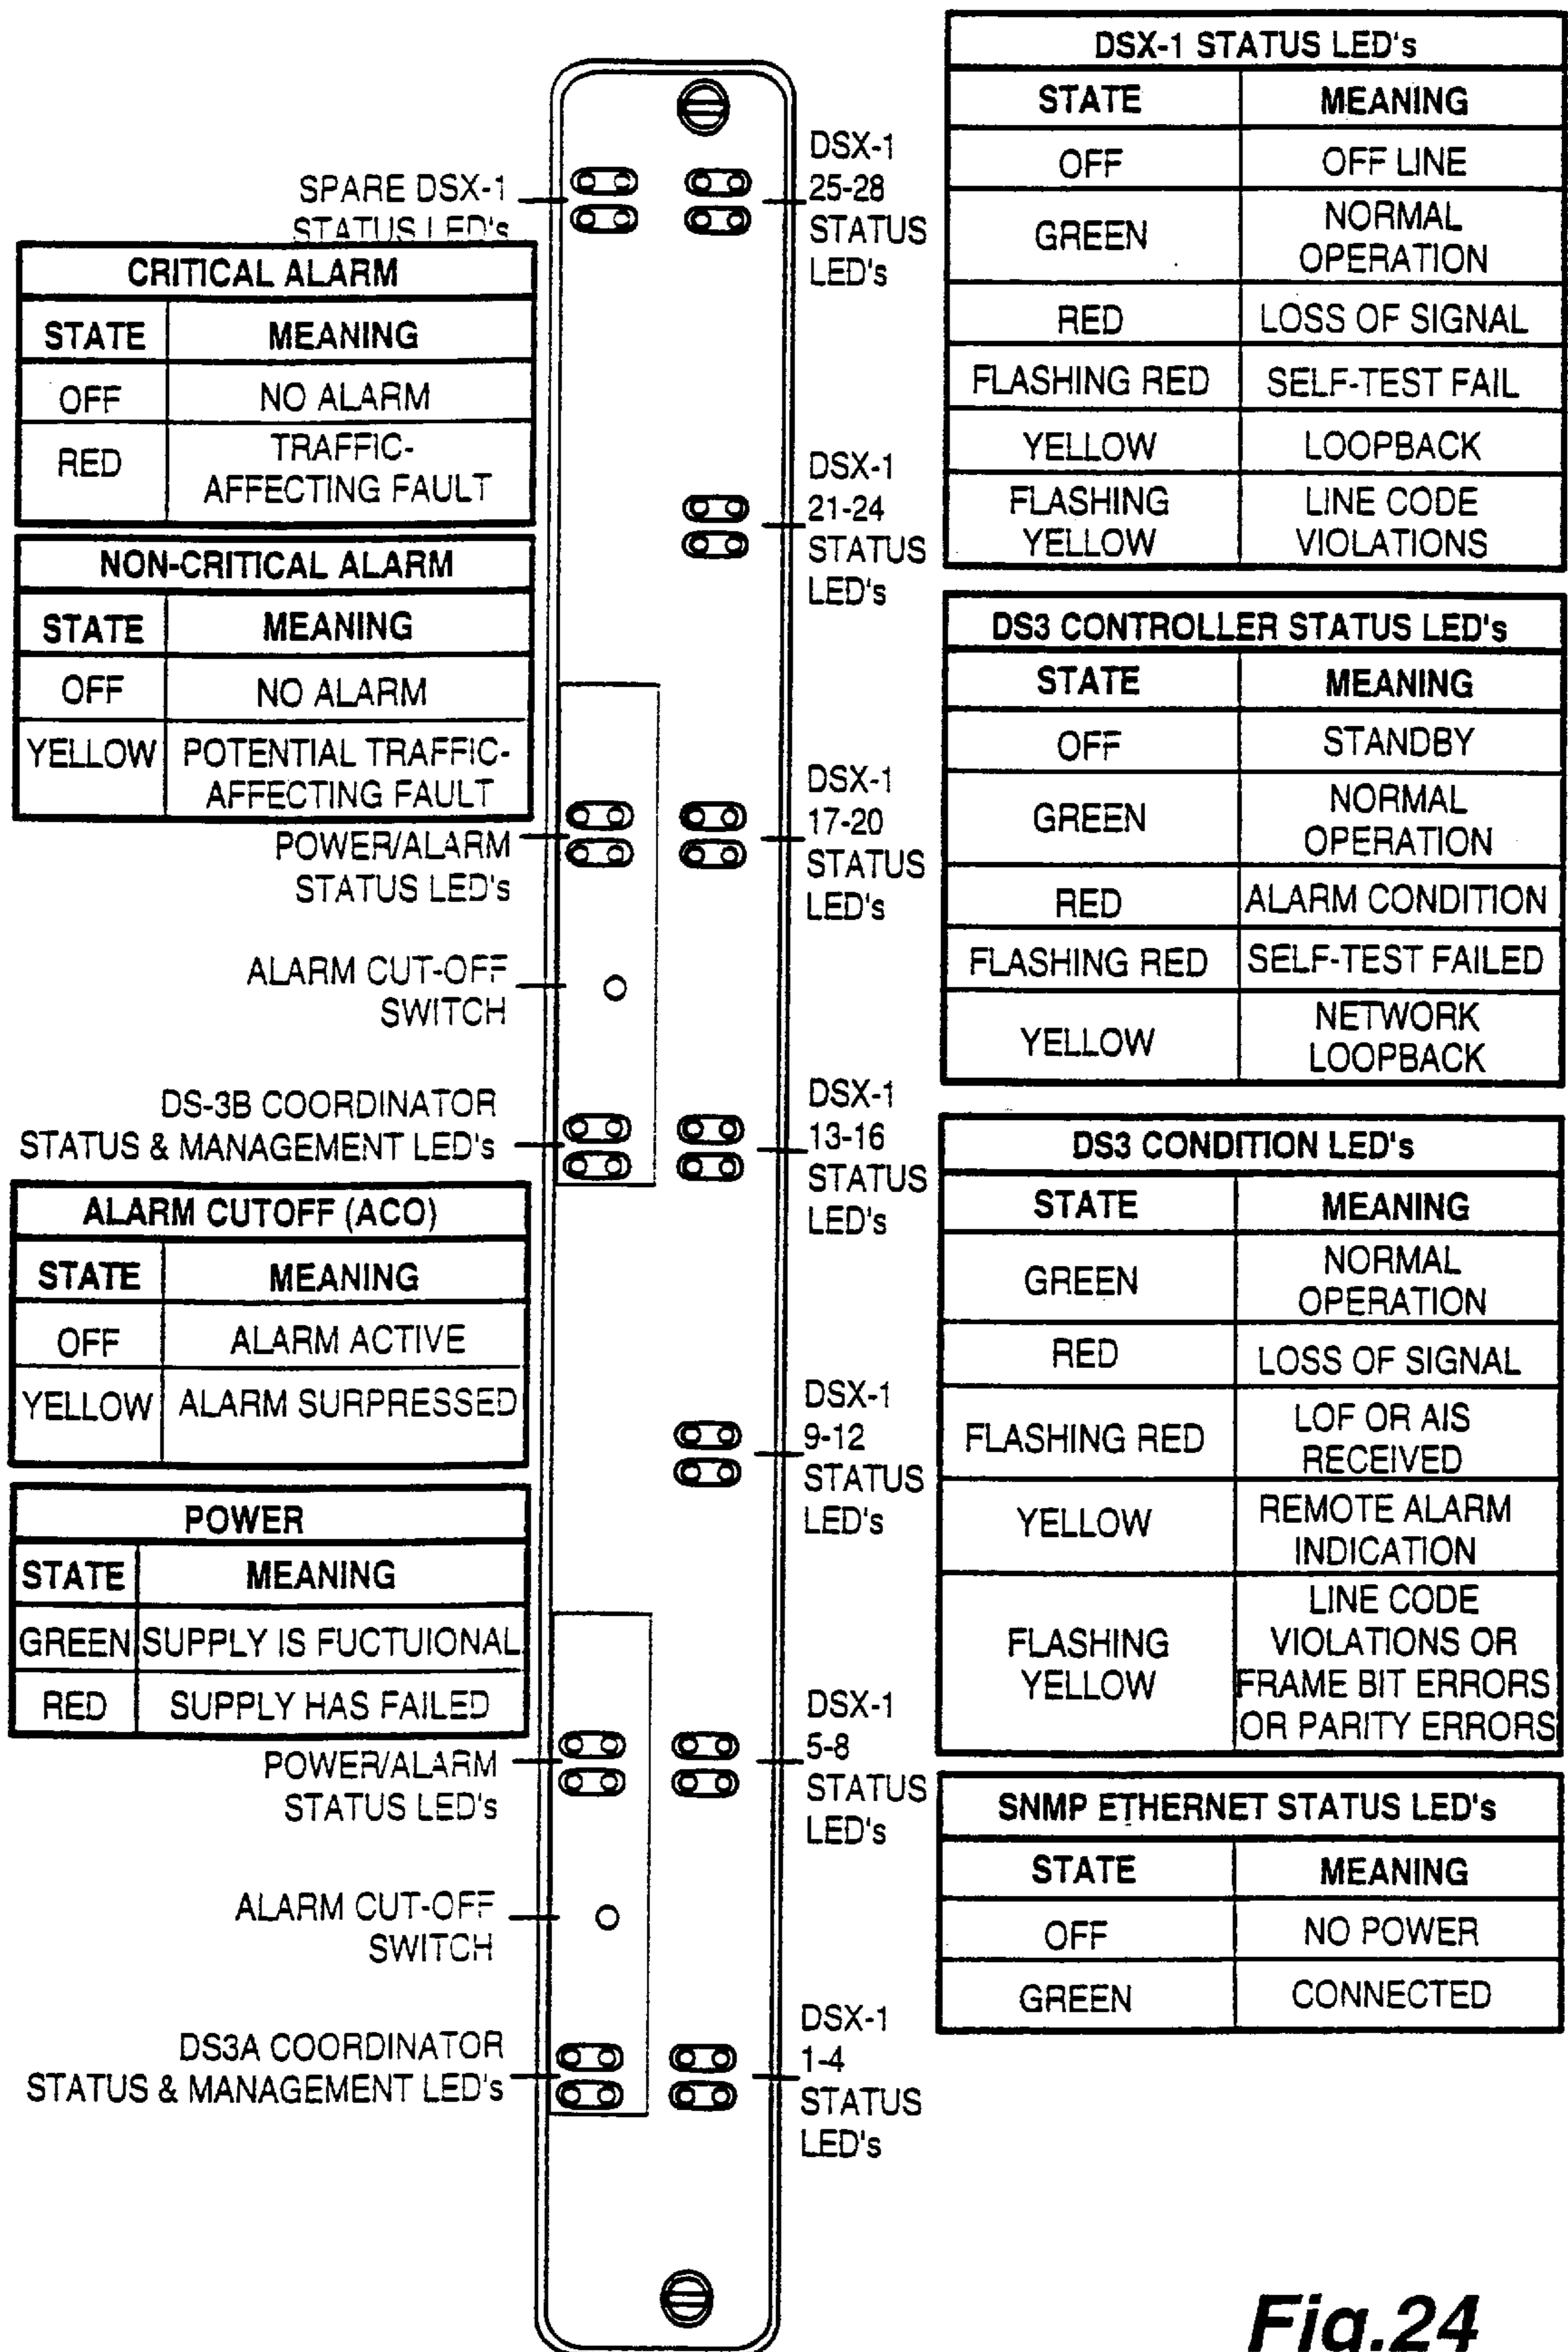 SPARE DSX-1
STATUS LED's
CRITICAL ALARM
STATE MEANING
OFF NO ALARM
RED TRAFFIC-
AFFECTING FAULT
NON-CRITICAL ALARM
STATE MEANING
OFF NO ALARM
YELLOW POTENTIAL TRAFFIC-
AFFECTING FAULT
POWER/ALARM
STATUS LED's
ALARM CUT-OFF
SWITCH
DS-3B COORDINATOR
STATUS & MANAGEMENT LED's
ALARM CUTOFF (ACO)
STATE MEANING
OFF ALARM ACTIVE
YELLOW ALARM SURPRESSED
POWER
STATE MEANING
GREEN SUPPLY IS FUCTUIONAL
RED SUPPLY HAS FAILED
POWER/ALARM
STATUS LED's
ALARM CUT-OFF
SWITCH
DS3A COORDINATOR
STATUS & MANAGEMENT LED's
DSX-1
25-28
STATUS
LED's
DSX-1
21-24
STATUS
LED's
DSX-1
17-20
STATUS
LED's
DSX-1
13-16
STATUS
LED's
DSX-1
9-12
STATUS
LED's
DSX-1
5-8
STATUS
LED's
DSX-1
1-4
STATUS
LED's
DSX-1 STATUS LED's
STATE MEANING
OFF OFF LINE
GREEN NORMAL
OPERATION
RED LOSS OF SIGNAL
FLASHING RED SELF-TEST FAIL
YELLOW LOOPBACK
FLASHING LINE CODE
YELLOW VIOLATIONS
DS3 CONTROLLER STATUS LED's
STATE MEANING
OFF STANDBY
GREEN NORMAL
OPERATION
RED ALARM CONDITION
FLASHING RED SELF-TEST FAILED
YELLOW NETWORK
LOOPBACK
DS3 CONDITION LED's
STATE MEANING
GREEN NORMAL
OPERATION
RED LOSS OF SIGNAL
FLASHING RED LOF OR AIS
RECEIVED
YELLOW REMOTE ALARM
INDICATION
LINE CODE
FLASHING VIOLATIONS OR
YELLOW FRAME BIT ERRORS
OR PARITY ERRORS
SNMP ETHERNET STATUS LED's
STATE MEANING
OFF NO POWER
GREEN CONNECTED
Fig.24